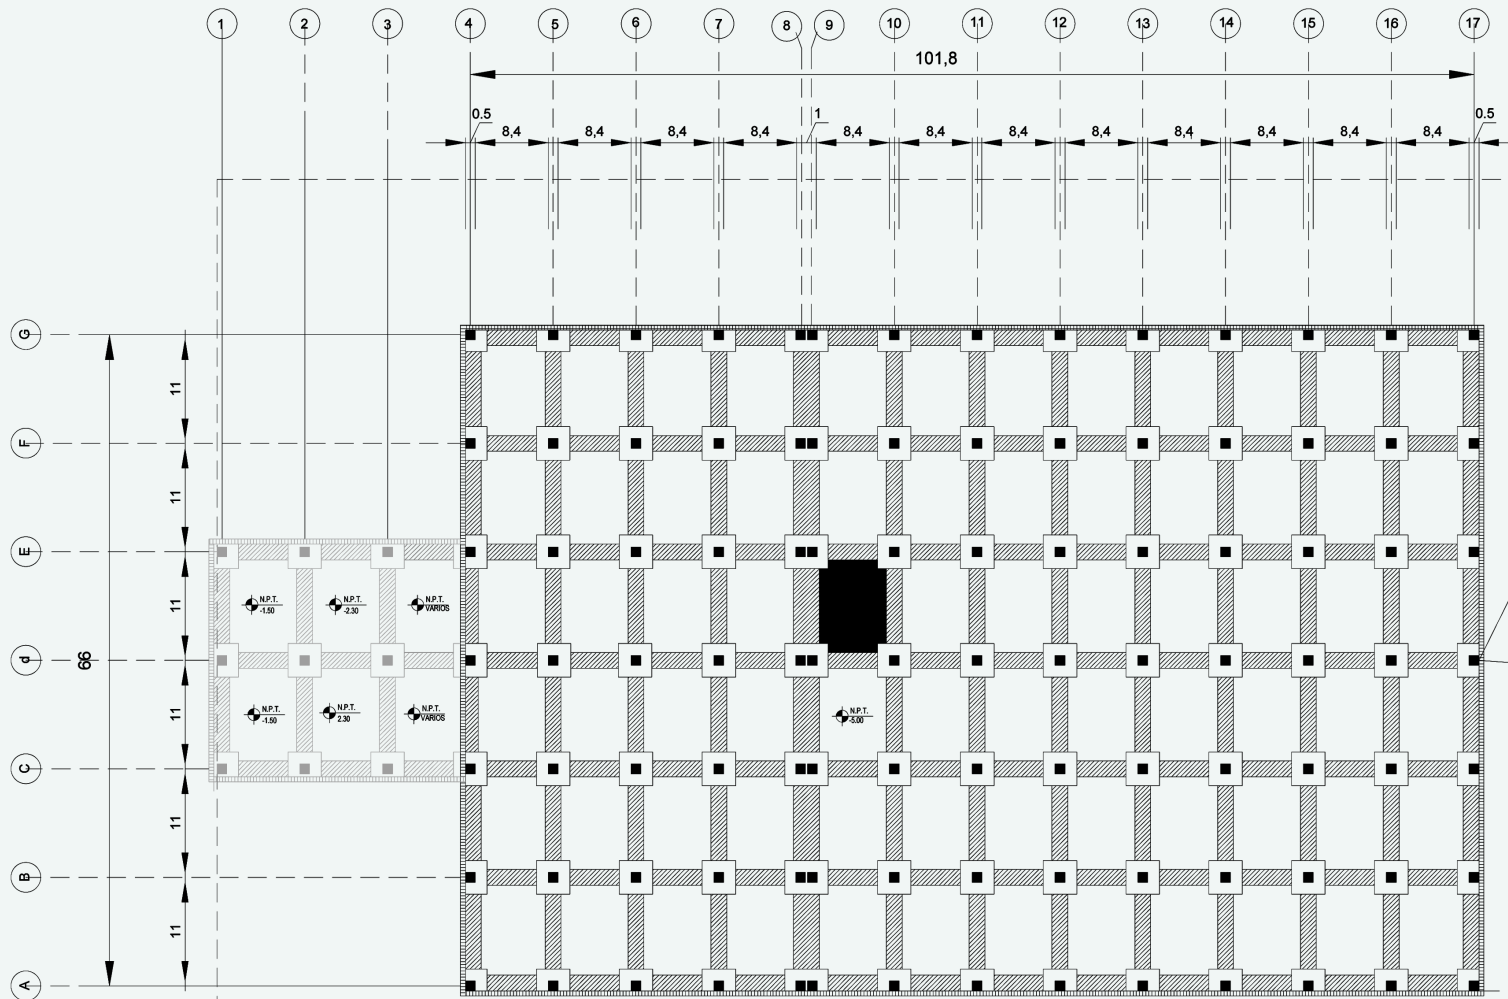 1 2 3 4 5 6 7 8 9 10 11 12 13 14 15 16 17
101,8
0.5 1 0.5
8,4 8,4 8,4 8,4 8,4 8,4 8,4 8,4 8,4 8,4 8,4 8,4
G
11
F
11
E
11
N.P.T. N.P.T. N.P.T.
-1.50 -2.30 VARIOS
66
d
11
N.P.T. N.P.T. N.P.T. N.P.T.
-1.50 2.30 VARIOS -5.00
C
11
B
11
A